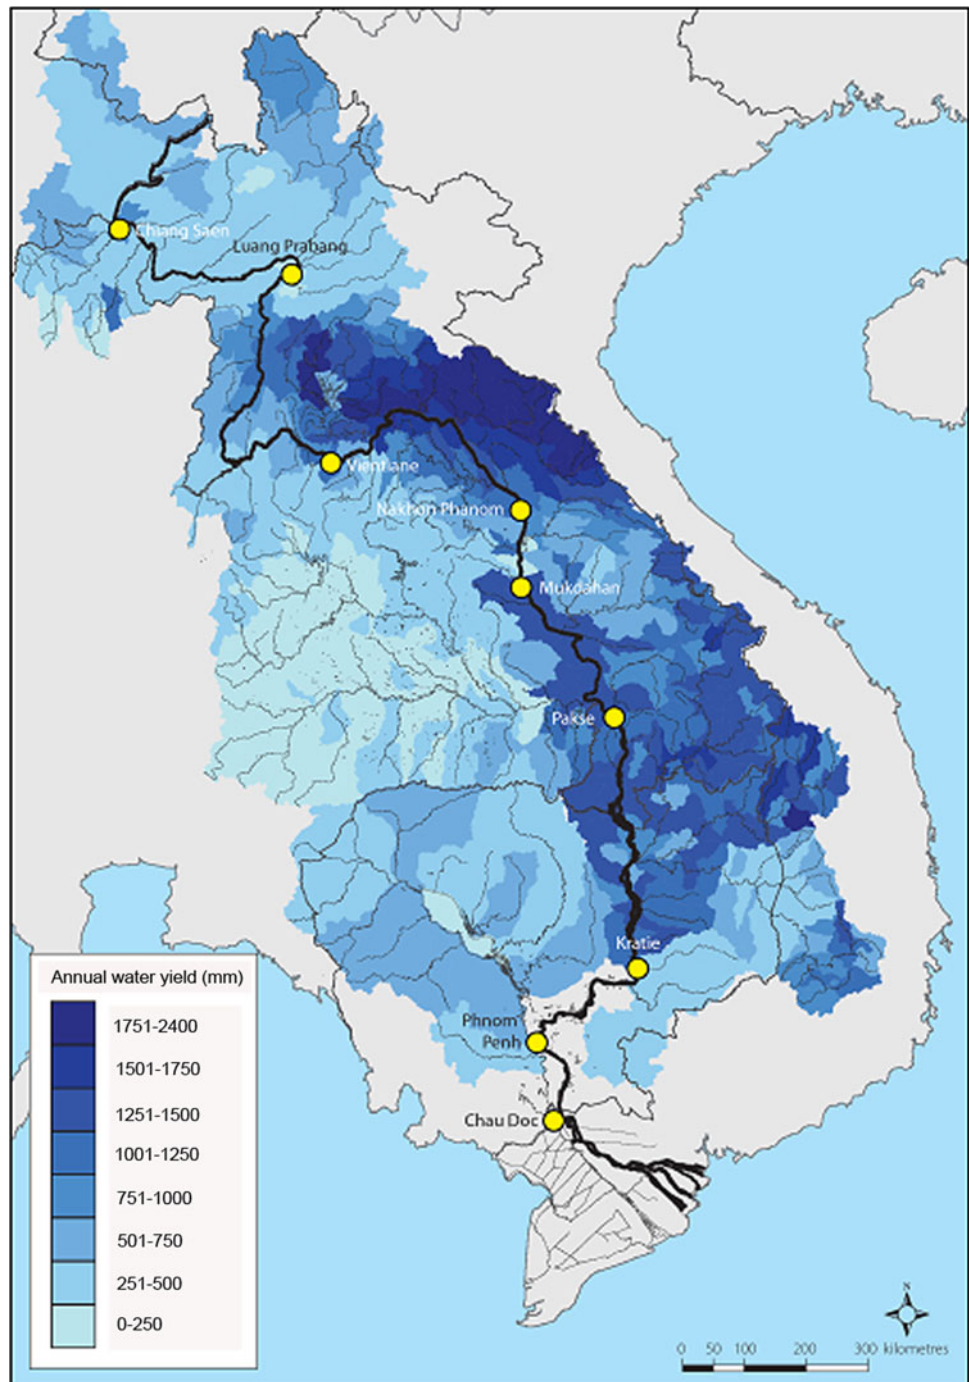 Chiang Saen
Luang Prabang
Vientiane
Nakhon Phanom
Mukdahan
Pakse
Kratie
Phnom
Penh
Chau Doc
Annual water yield (mm)
1751-2400
1501-1750
1251-1500
1001-1250
751-1000
501-750
251-500
0-250
N
0 50 100 200 300 kilometres